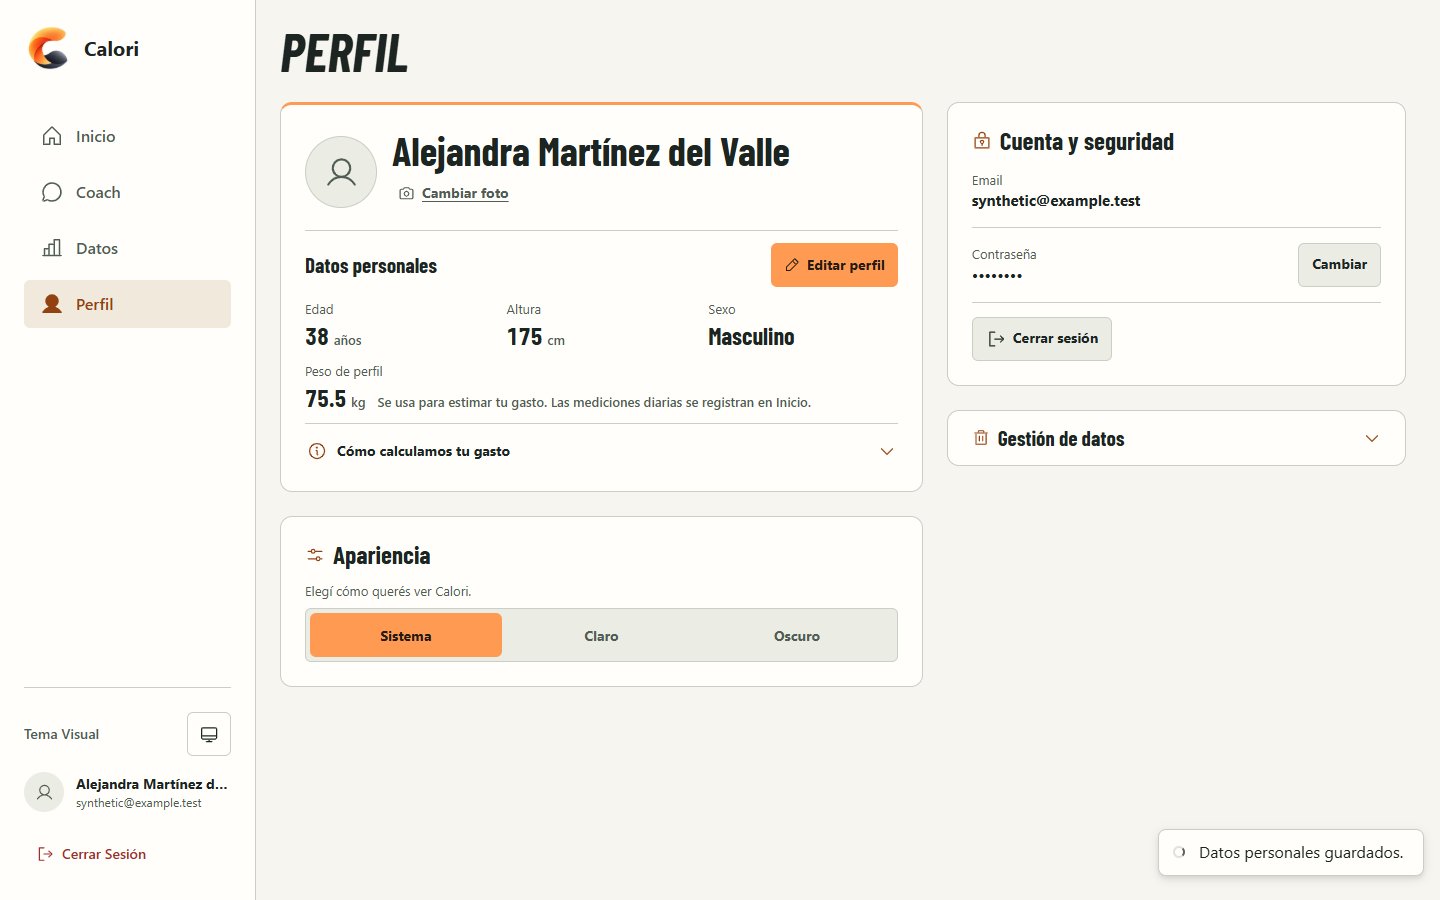 Calori
Inicio
Coach
Datos
Perfil
Tema Visual
Alejandra Martínez d...
synthetic@example.test
Cerrar Sesión
PERFIL
Alejandra Martínez del Valle
Cambiar foto
Datos personales
Editar perfil
Edad
38 años
Altura
175 cm
Sexo
Masculino
Peso de perfil
75.5 kg Se usa para estimar tu gasto. Las mediciones diarias se registran en Inicio.
Cómo calculamos tu gasto
Apariencia
Elegí cómo querés ver Calori.
Sistema
Claro
Oscuro
Cuenta y seguridad
Email
synthetic@example.test
Contraseña
••••••••
Cambiar
Cerrar sesión
Gestión de datos
Datos personales guardados.